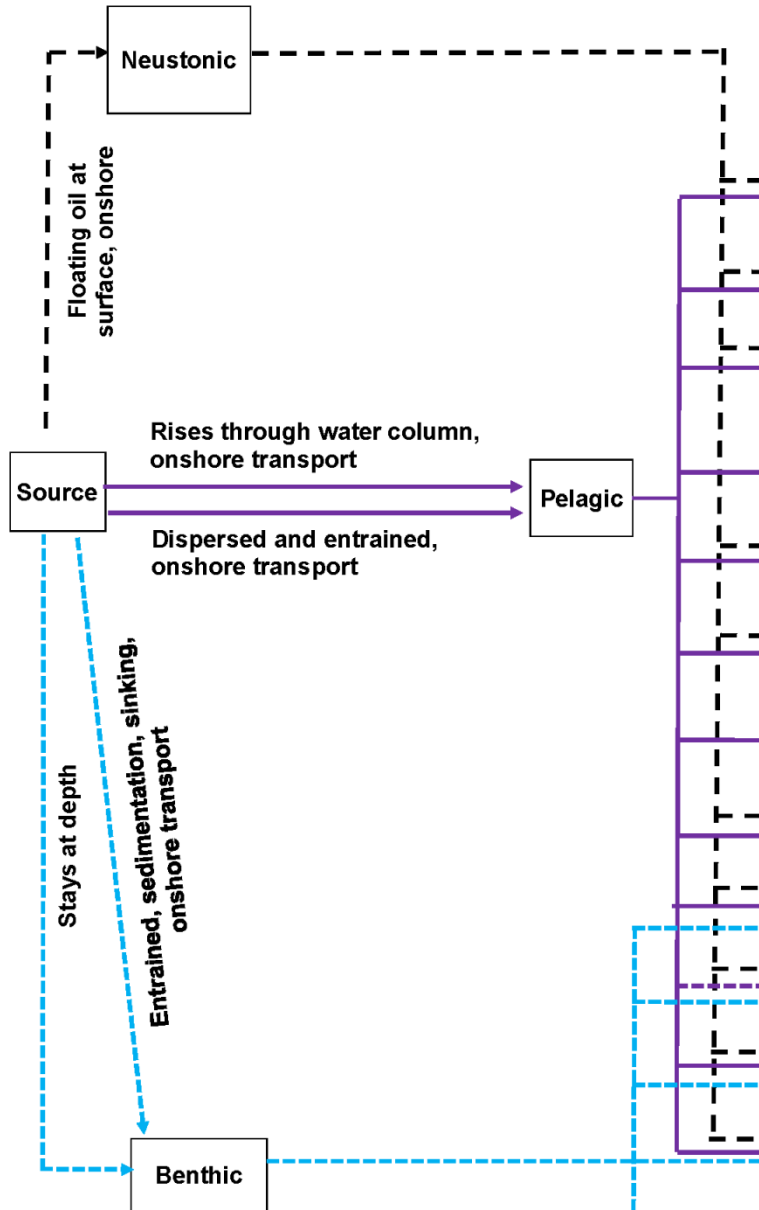 Neustonic
Floating oil at
surface, onshore
Rises through water column,
onshore transport
Source
Pelagic
Dispersed and entrained,
onshore transport
Stays at depth
Entrained, sedimentation, sinking,
onshore transport
Benthic